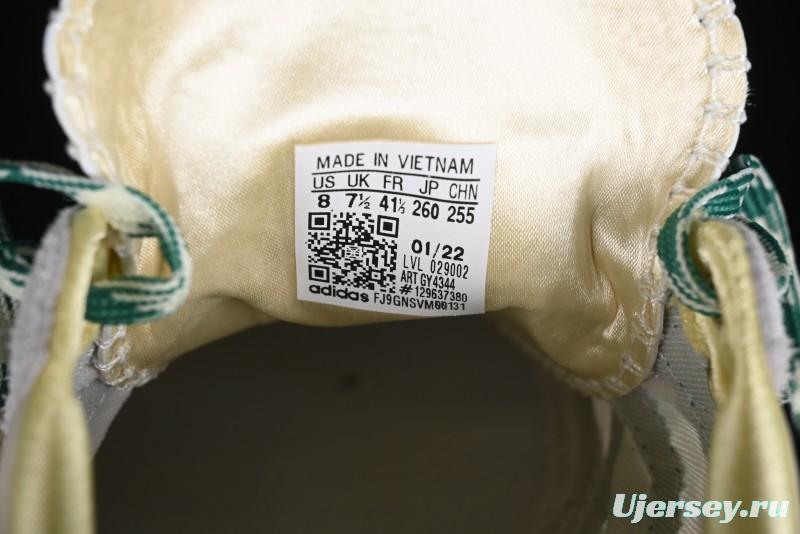 MADE IN VIETNAM
US UK FR JP CHN
8 7½ 41⅓ 260 255
01/22
LVL 029002
ART GY4344
# 129637380
adidas FJ9GNSVM00131
Ujersey.ru